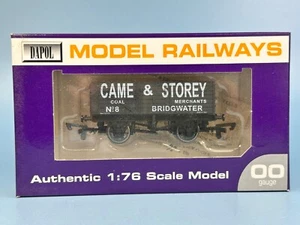 DAPOL MODEL RAILWAYS
CAME & STOREY
COAL MERCHANTS
No8 BRIDGWATER
Authentic 1:76 Scale Model
OO
gauge